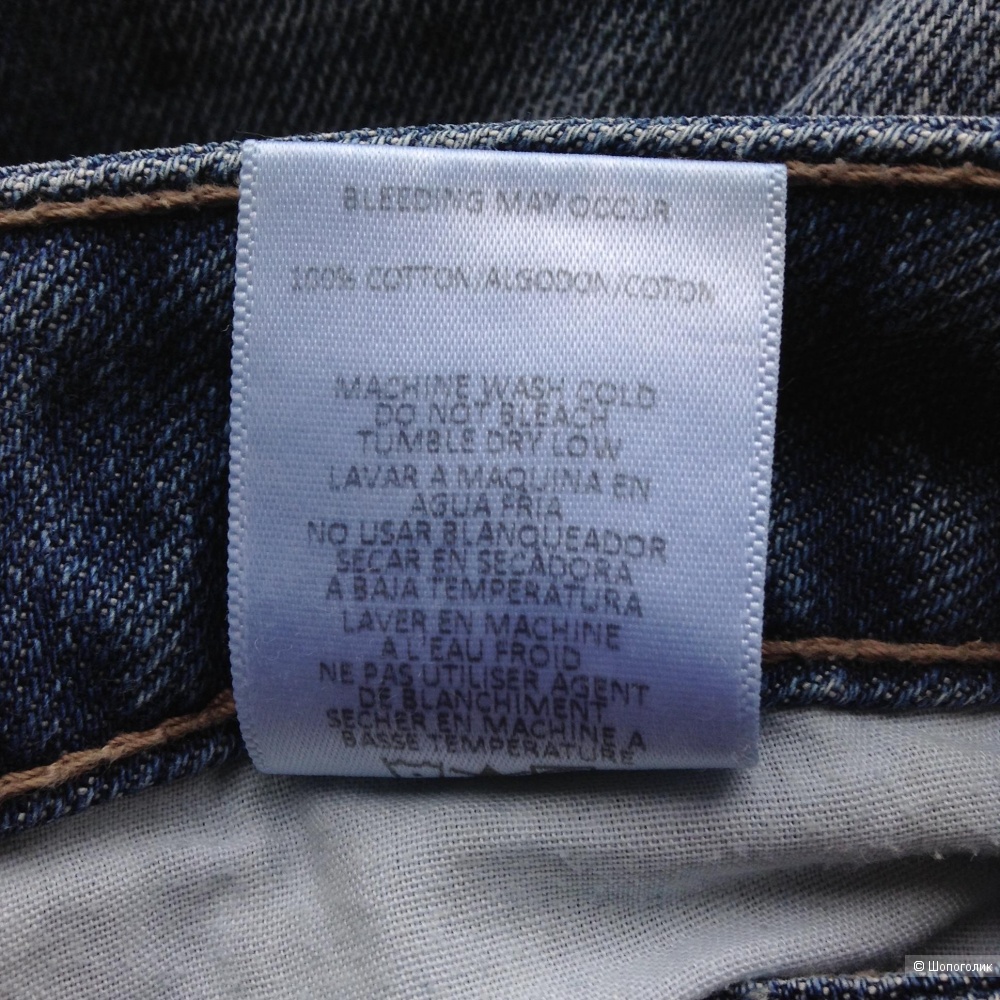 BLEEDING MAY OCCUR
100% COTTON/ALGODON/COTON
MACHINE WASH COLD
DO NOT BLEACH
TUMBLE DRY LOW
LAVAR A MAQUINA EN
AGUA FRIA
NO USAR BLANQUEADOR
SECAR EN SECADORA
A BAJA TEMPERATURA
LAVER EN MACHINE
A L'EAU FROID
NE PAS UTILISER AGENT
DE BLANCHIMENT
SECHER EN MACHINE A
BASSE TEMPERATURE
© Шопоголик